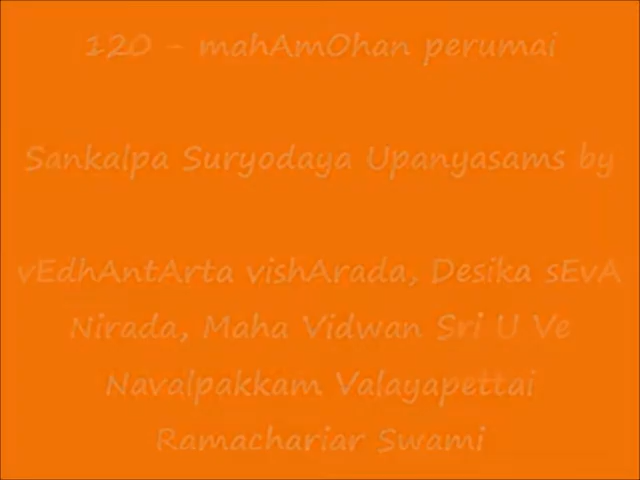 120 - mahAmOhan perumai
Sankalpa Suryodaya Upanyasams by
vEdhAntArta vishArada, Desika sEvA
Nirada, Maha Vidwan Sri U Ve
Navalpakkam Valayapettai
Ramachariar Swami